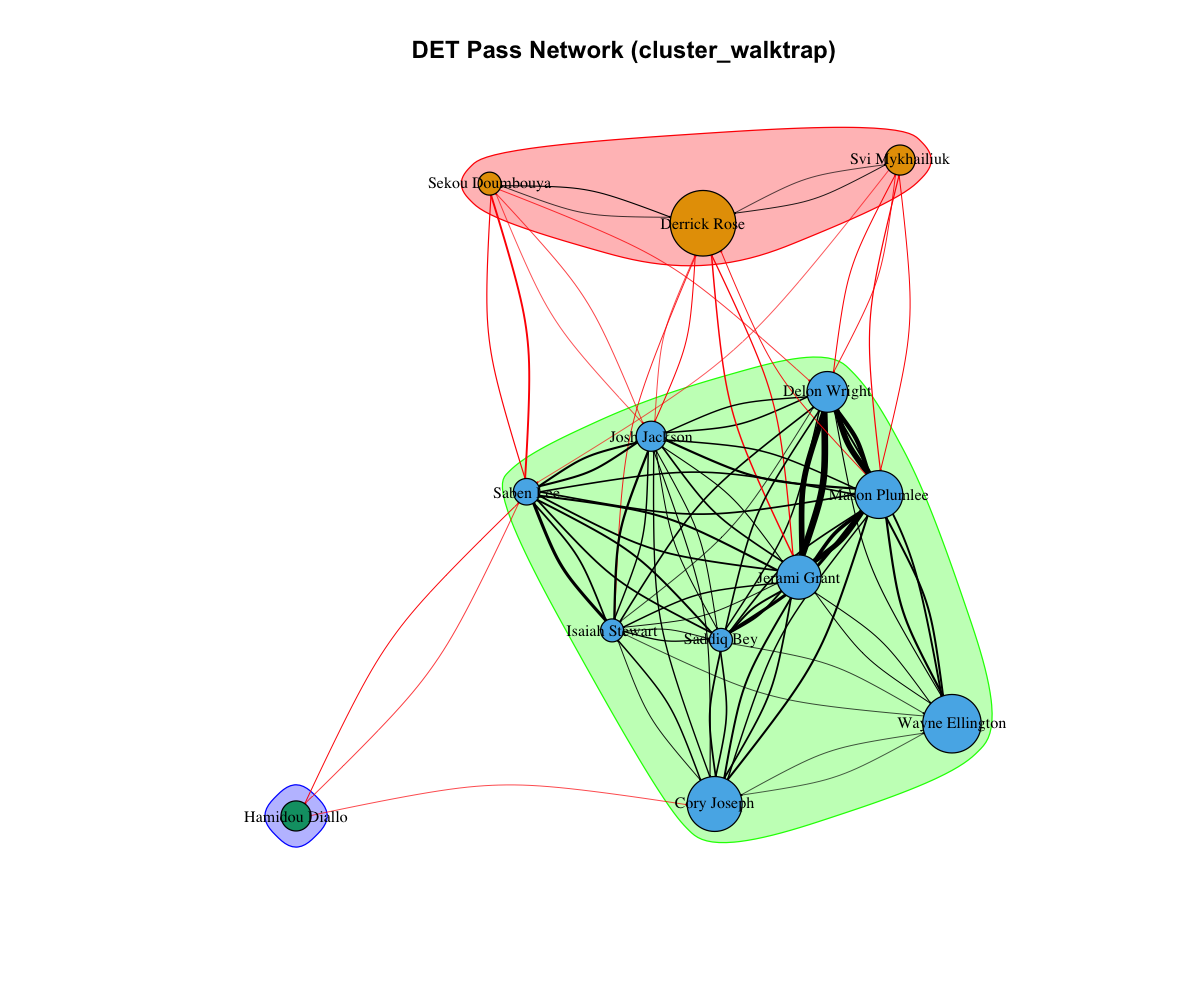 DET Pass Network (cluster_walktrap)
Svi Mykhailiuk
Sekou Doumbouya
Derrick Rose
Delon Wright
Josh Jackson
Saben Lee
Mason Plumlee
Jerami Grant
Isaiah Stewart
Saddiq Bey
Wayne Ellington
Cory Joseph
Hamidou Diallo